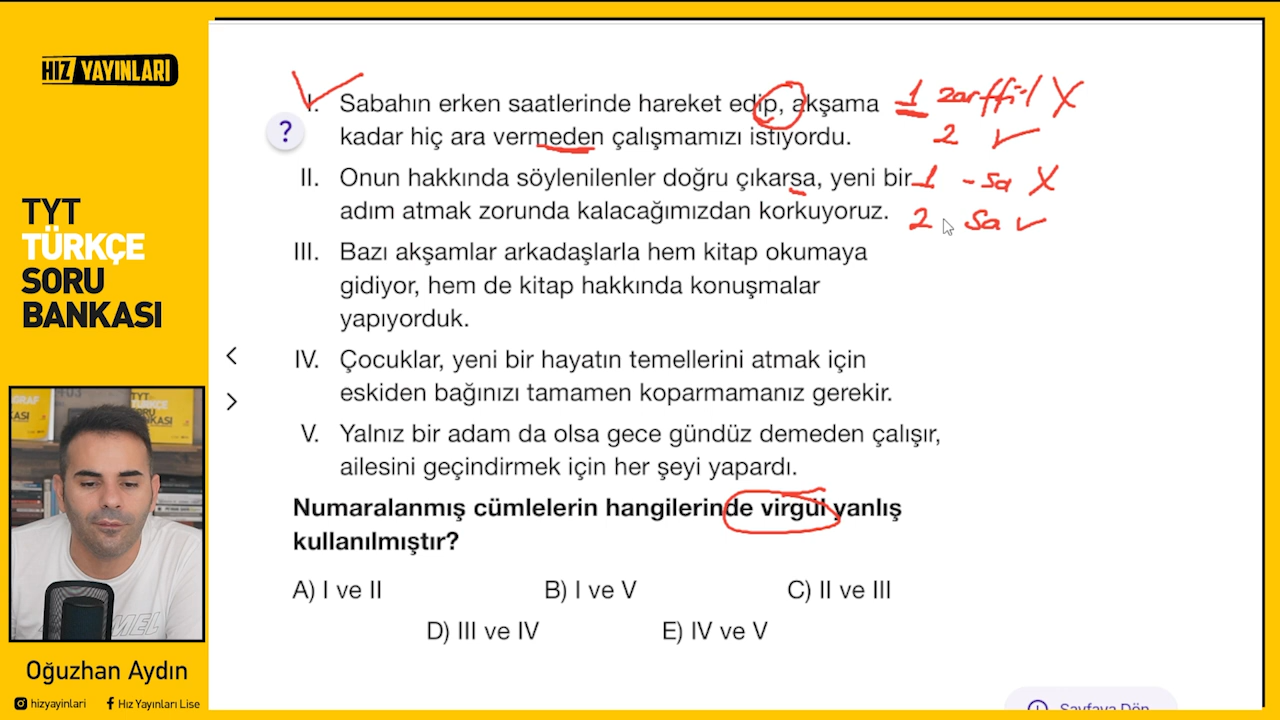 HIZ YAYINLARI
TYT
TÜRKÇE
SORU
BANKASI
Oğuzhan Aydın
hizyayinlari
Hız Yayınları Lise
?
I. Sabahın erken saatlerinde hareket edip, akşama
kadar hiç ara vermeden çalışmamızı istiyordu.
1 zarffiil X
2 ✓
II. Onun hakkında söylenilenler doğru çıkarsa, yeni bir
adım atmak zorunda kalacağımızdan korkuyoruz.
1 -sa X
2 sa ✓
III. Bazı akşamlar arkadaşlarla hem kitap okumaya
gidiyor, hem de kitap hakkında konuşmalar
yapıyorduk.
IV. Çocuklar, yeni bir hayatın temellerini atmak için
eskiden bağınızı tamamen koparmamanız gerekir.
V. Yalnız bir adam da olsa gece gündüz demeden çalışır,
ailesini geçindirmek için her şeyi yapardı.
Numaralanmış cümlelerin hangilerinde virgül yanlış
kullanılmıştır?
A) I ve II B) I ve V C) II ve III
D) III ve IV E) IV ve V
Sayfaya Dön